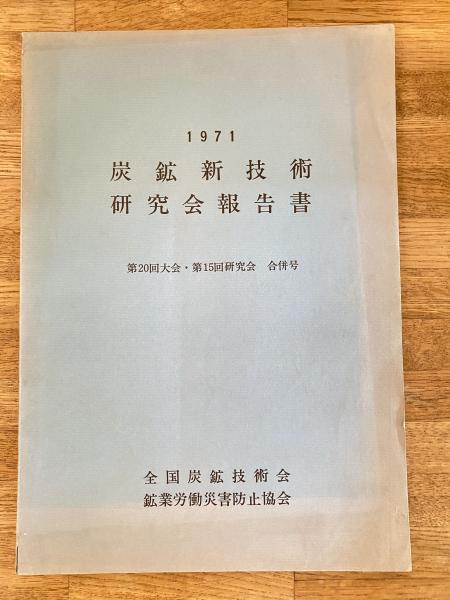 1971
炭鉱新技術
研究会報告書
第20回大会・第15回研究会　合併号
全国炭鉱技術会
鉱業労働災害防止協会